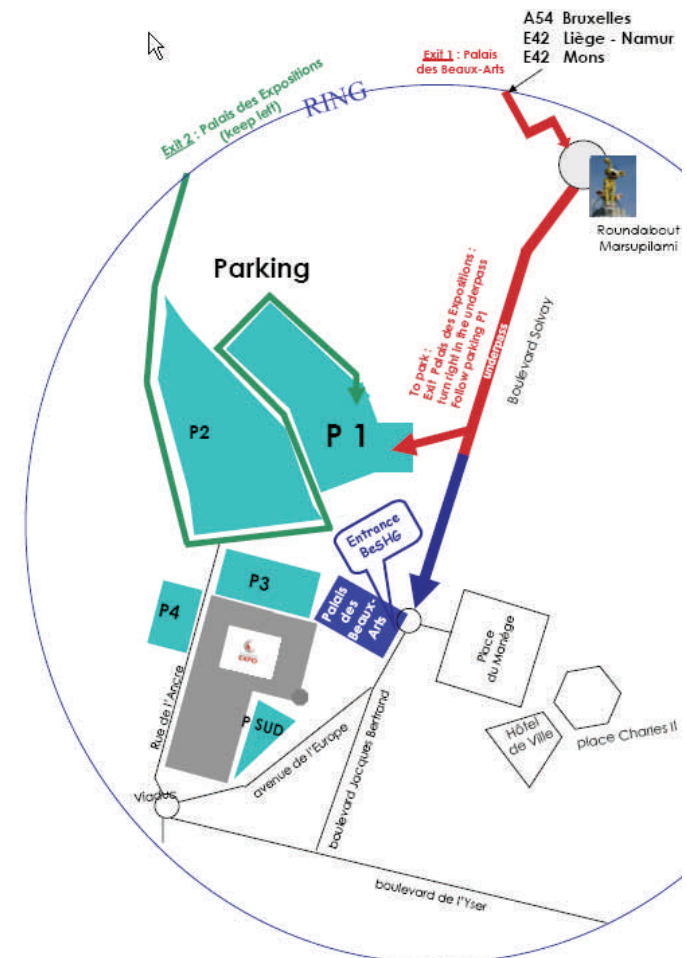 A54 Bruxelles
E42 Liège - Namur
E42 Mons
Exit 1 : Palais
des Beaux-Arts
RING
Exit 2 : Palais des Expositions
(keep left)
Roundabout
Marsupilami
Parking
To park :
Exit Palais des Expositions :
turn right in the underpass
Follow parking P1
underpass
Boulevard Solvay
P2
P 1
Entrance
BeSHG
P3
P4
Palais
des
Beaux-
Arts
Place
du Manège
EXPO
Rue de l'Ancre
P SUD
Hôtel
de Ville
place Charles II
avenue de l'Europe
boulevard Jacques Bertrand
Viaduc
boulevard de l'Yser